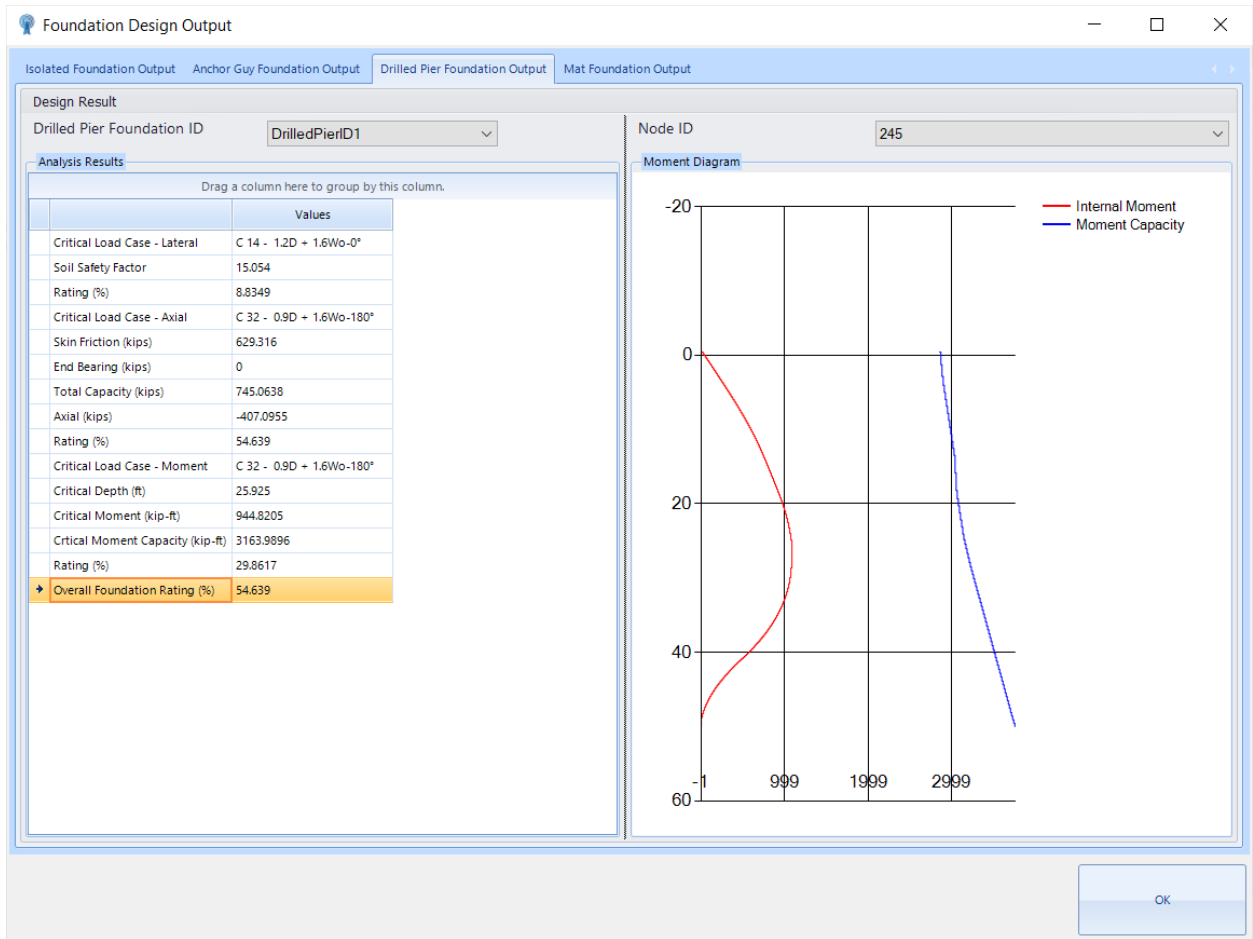 Foundation Design Output
Isolated Foundation Output Anchor Guy Foundation Output Drilled Pier Foundation Output Mat Foundation Output
Design Result
Drilled Pier Foundation ID DrilledPierID1
Analysis Results
Drag a column here to group by this column.
Values
Critical Load Case - Lateral C 14 - 1.2D + 1.6Wo-0°
Soil Safety Factor 15.054
Rating (%) 8.8349
Critical Load Case - Axial C 32 - 0.9D + 1.6Wo-180°
Skin Friction (kips) 629.316
End Bearing (kips) 0
Total Capacity (kips) 745.0638
Axial (kips) -407.0955
Rating (%) 54.639
Critical Load Case - Moment C 32 - 0.9D + 1.6Wo-180°
Critical Depth (ft) 25.925
Critical Moment (kip-ft) 944.8205
Crtical Moment Capacity (kip-ft) 3163.9896
Rating (%) 29.8617
Overall Foundation Rating (%) 54.639
Node ID 245
Moment Diagram
Internal Moment
Moment Capacity
-20
0
20
40
60
-1 999 1999 2999
OK